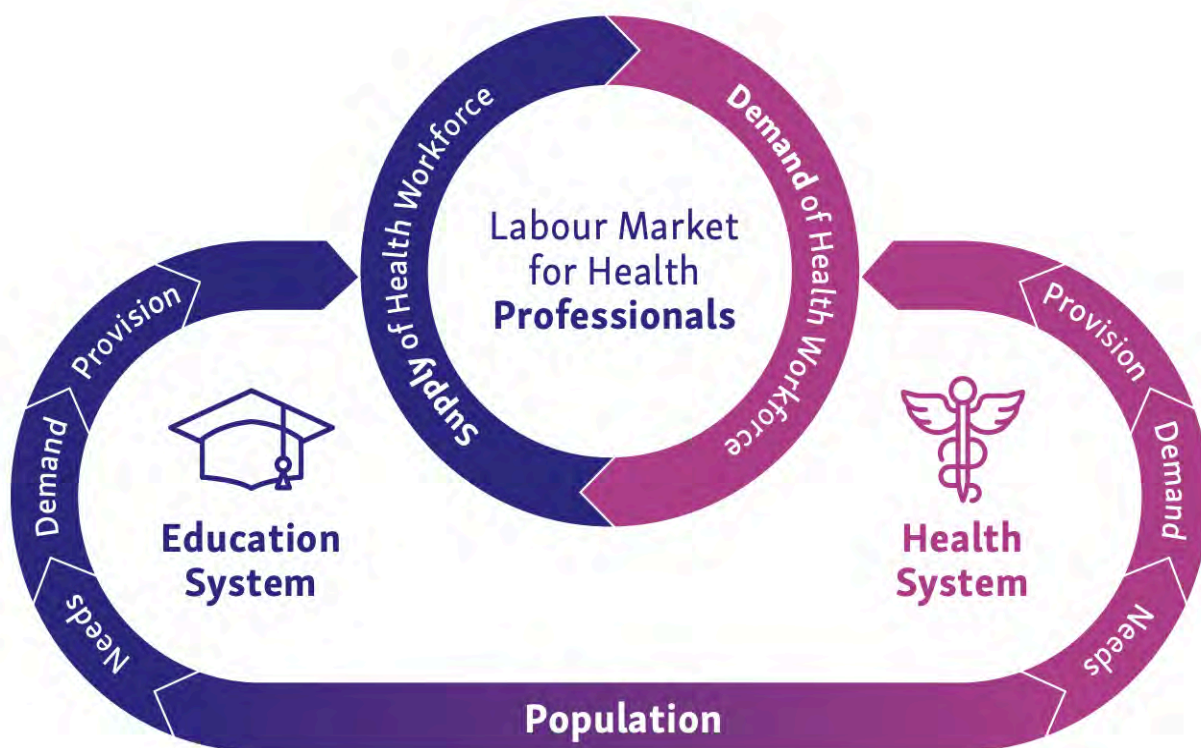 Supply of Health Workforce
Demand of Health Workforce
Labour Market
for Health
Professionals
Provision
Demand
Needs
Education
System
Provision
Demand
Needs
Health
System
Population